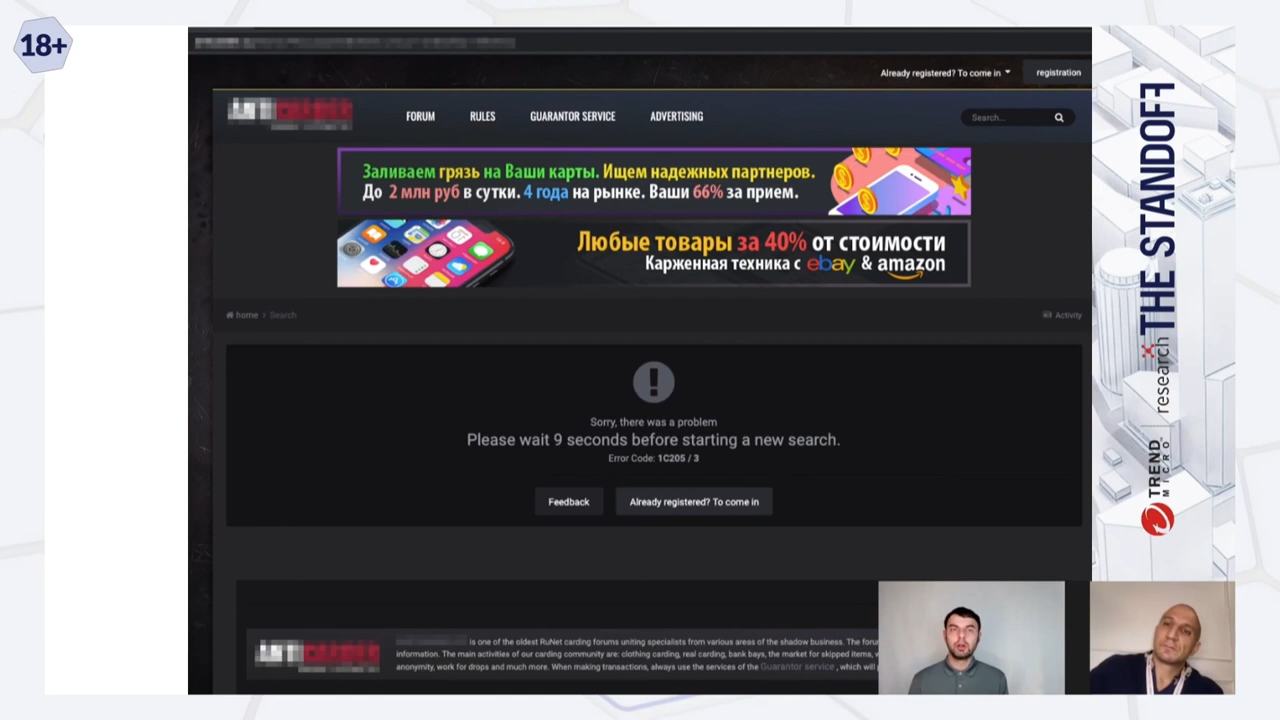 18+
Already registered? To come in
registration
FORUM
RULES
GUARANTOR SERVICE
ADVERTISING
Search...
Заливаем грязь на Ваши карты. Ищем надежных партнеров.
До 2 млн руб в сутки. 4 года на рынке. Ваши 66% за прием.
Любые товары за 40% от стоимости
Карженная техника с ebay & amazon
home > Search
Activity
Sorry, there was a problem
Please wait 9 seconds before starting a new search.
Error Code: 1C205 / 3
Feedback
Already registered? To come in
is one of the oldest RuNet carding forums uniting specialists from various areas of the shadow business. The
information. The main activities of our carding community are: clothing carding, real carding, bank bays, the market for skipped items,
anonymity, work for drops and much more. When making transactions, always use the services of the Guarantor service , which will
THE STANDOFF
TREND MICRO™ | research